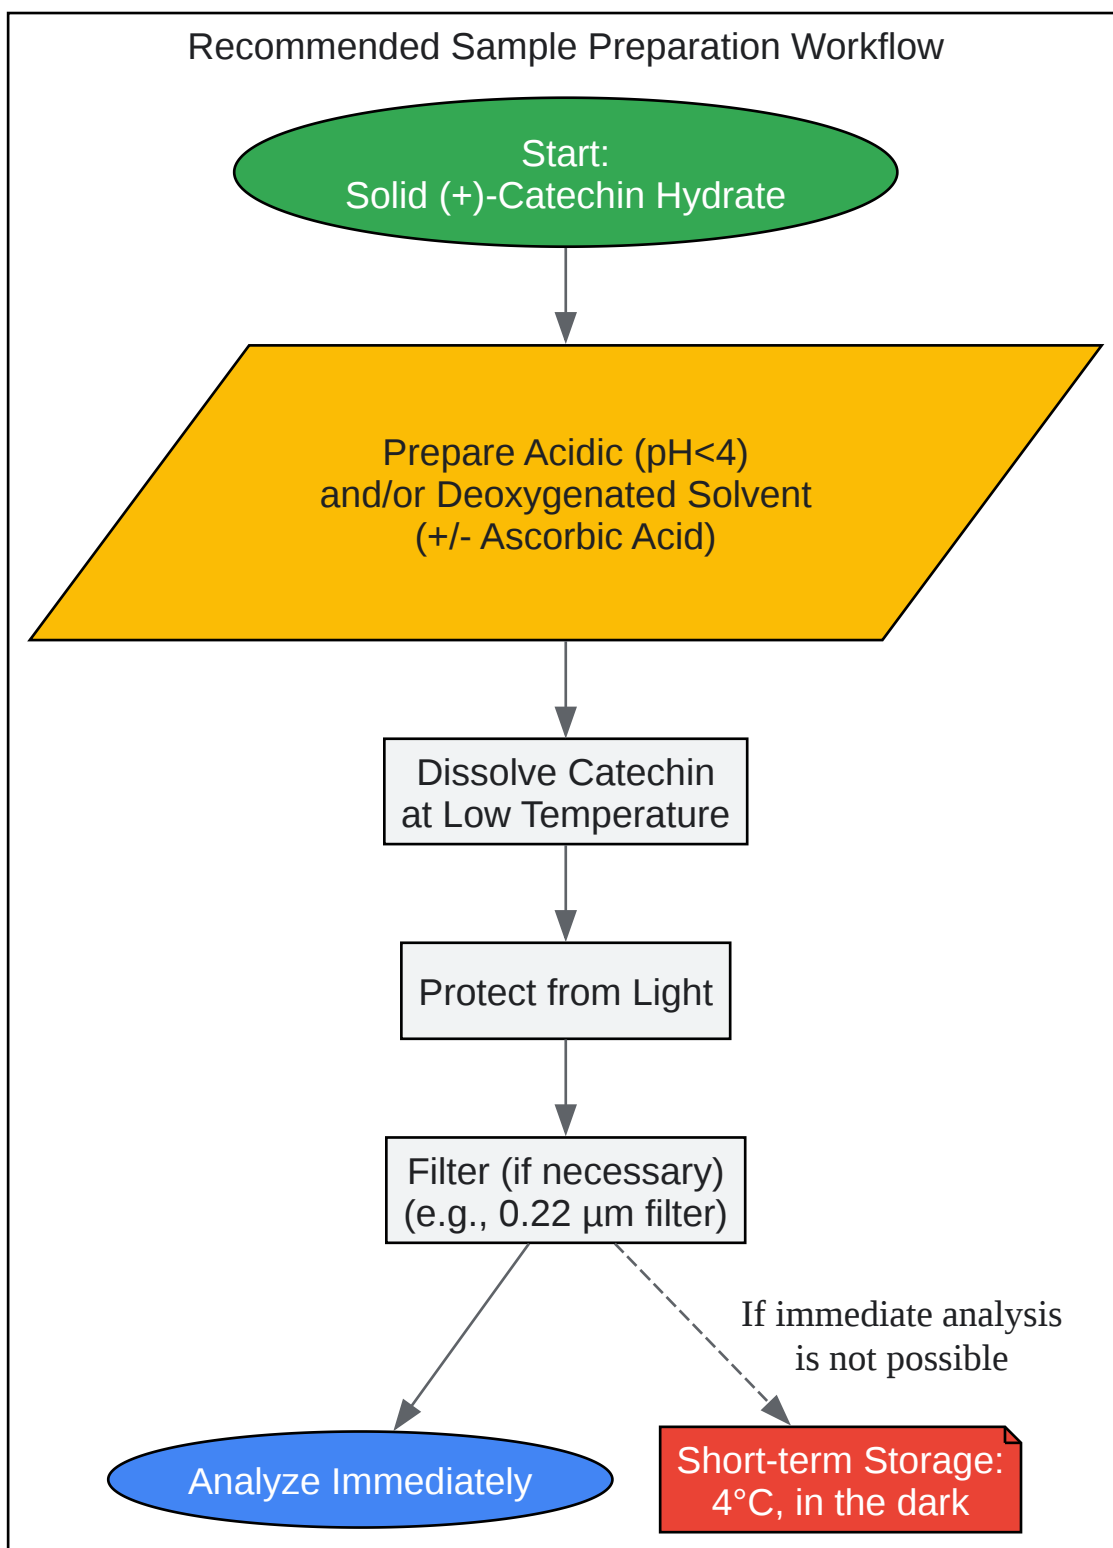 Recommended Sample Preparation Workflow
Start:
Solid (+)-Catechin Hydrate
Prepare Acidic (pH<4)
and/or Deoxygenated Solvent
(+/- Ascorbic Acid)
Dissolve Catechin
at Low Temperature
Protect from Light
Filter (if necessary)
(e.g., 0.22 µm filter)
If immediate analysis
is not possible
Analyze Immediately
Short-term Storage:
4°C, in the dark